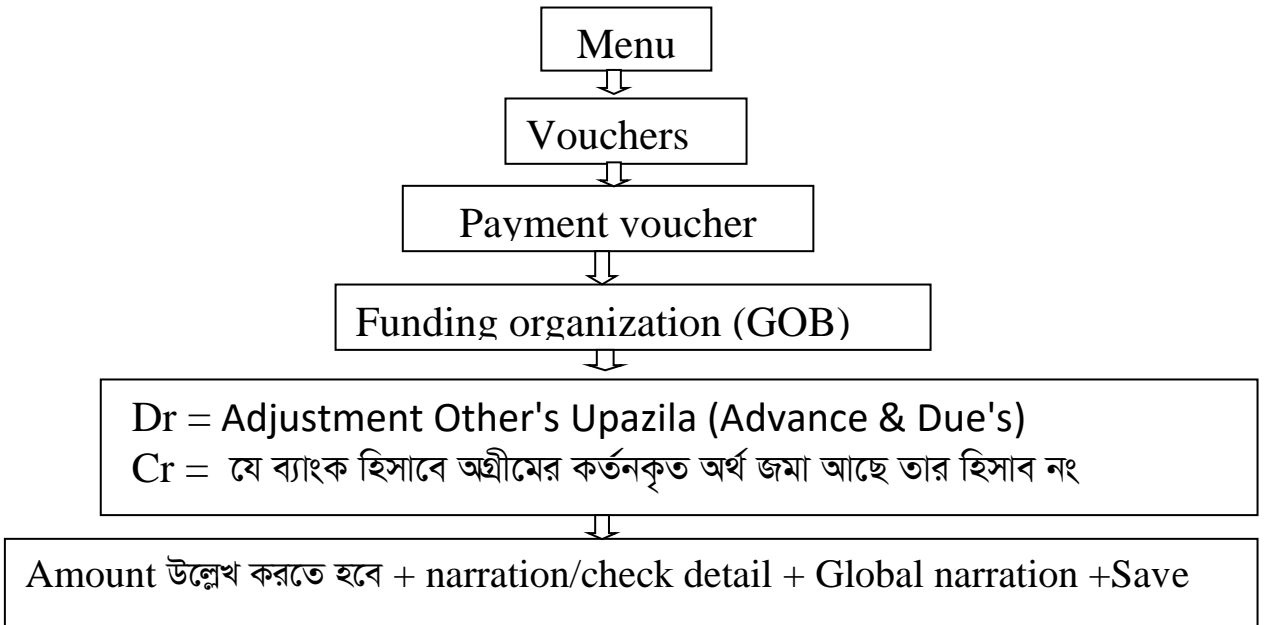 Menu
Vouchers
Payment voucher
Funding organization (GOB)
Dr = Adjustment Other's Upazila (Advance & Due's)
Cr = যে ব্যাংক হিসাবে অগ্রীমের কর্তনকৃত অর্থ জমা আছে তার হিসাব নং
Amount উল্লেখ করতে হবে + narration/check detail + Global narration +Save